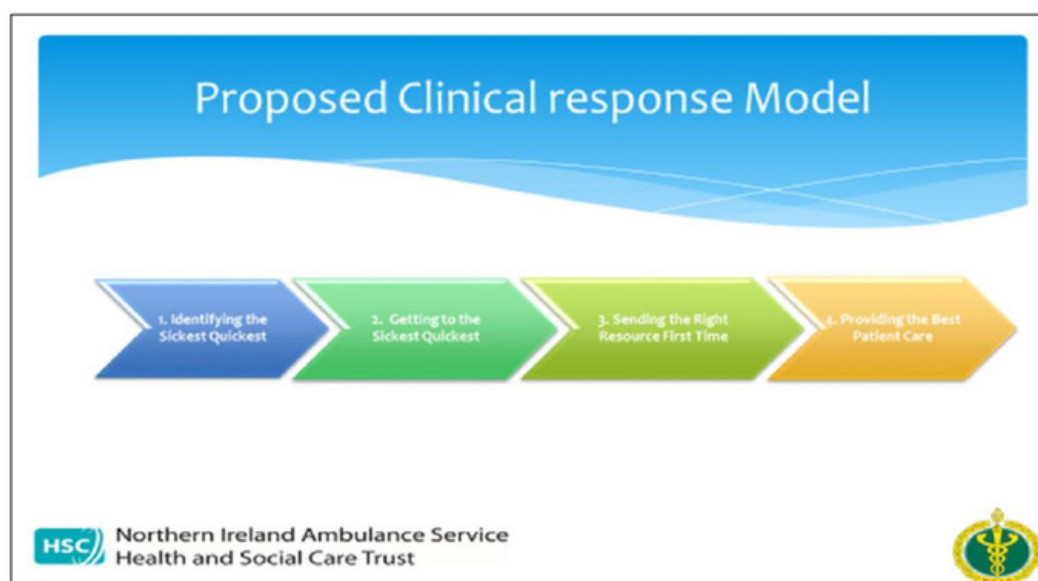 Proposed Clinical response Model
1. Identifying the
Sickest Quickest
2. Getting to the
Sickest Quickest
3. Sending the Right
Resource First Time
4. Providing the Best
Patient Care
HSC
Northern Ireland Ambulance Service
Health and Social Care Trust